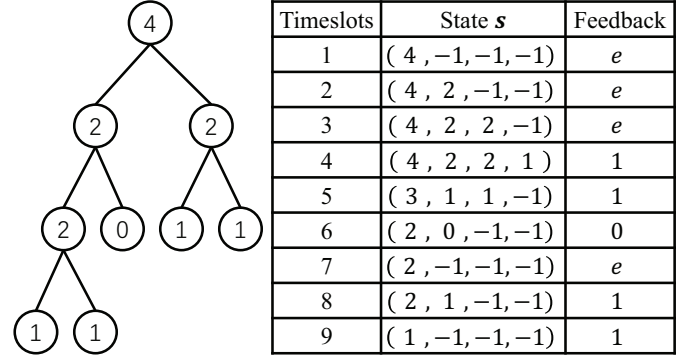 4
2 2
2 0 1 1
1 1
Timeslots State s Feedback
1 ( 4 ,−1,−1,−1) e
2 ( 4 , 2 ,−1,−1) e
3 ( 4 , 2 , 2 ,−1) e
4 ( 4 , 2 , 2 , 1 ) 1
5 ( 3 , 1 , 1 ,−1) 1
6 ( 2 , 0 ,−1,−1) 0
7 ( 2 ,−1,−1,−1) e
8 ( 2 , 1 ,−1,−1) 1
9 ( 1 ,−1,−1,−1) 1